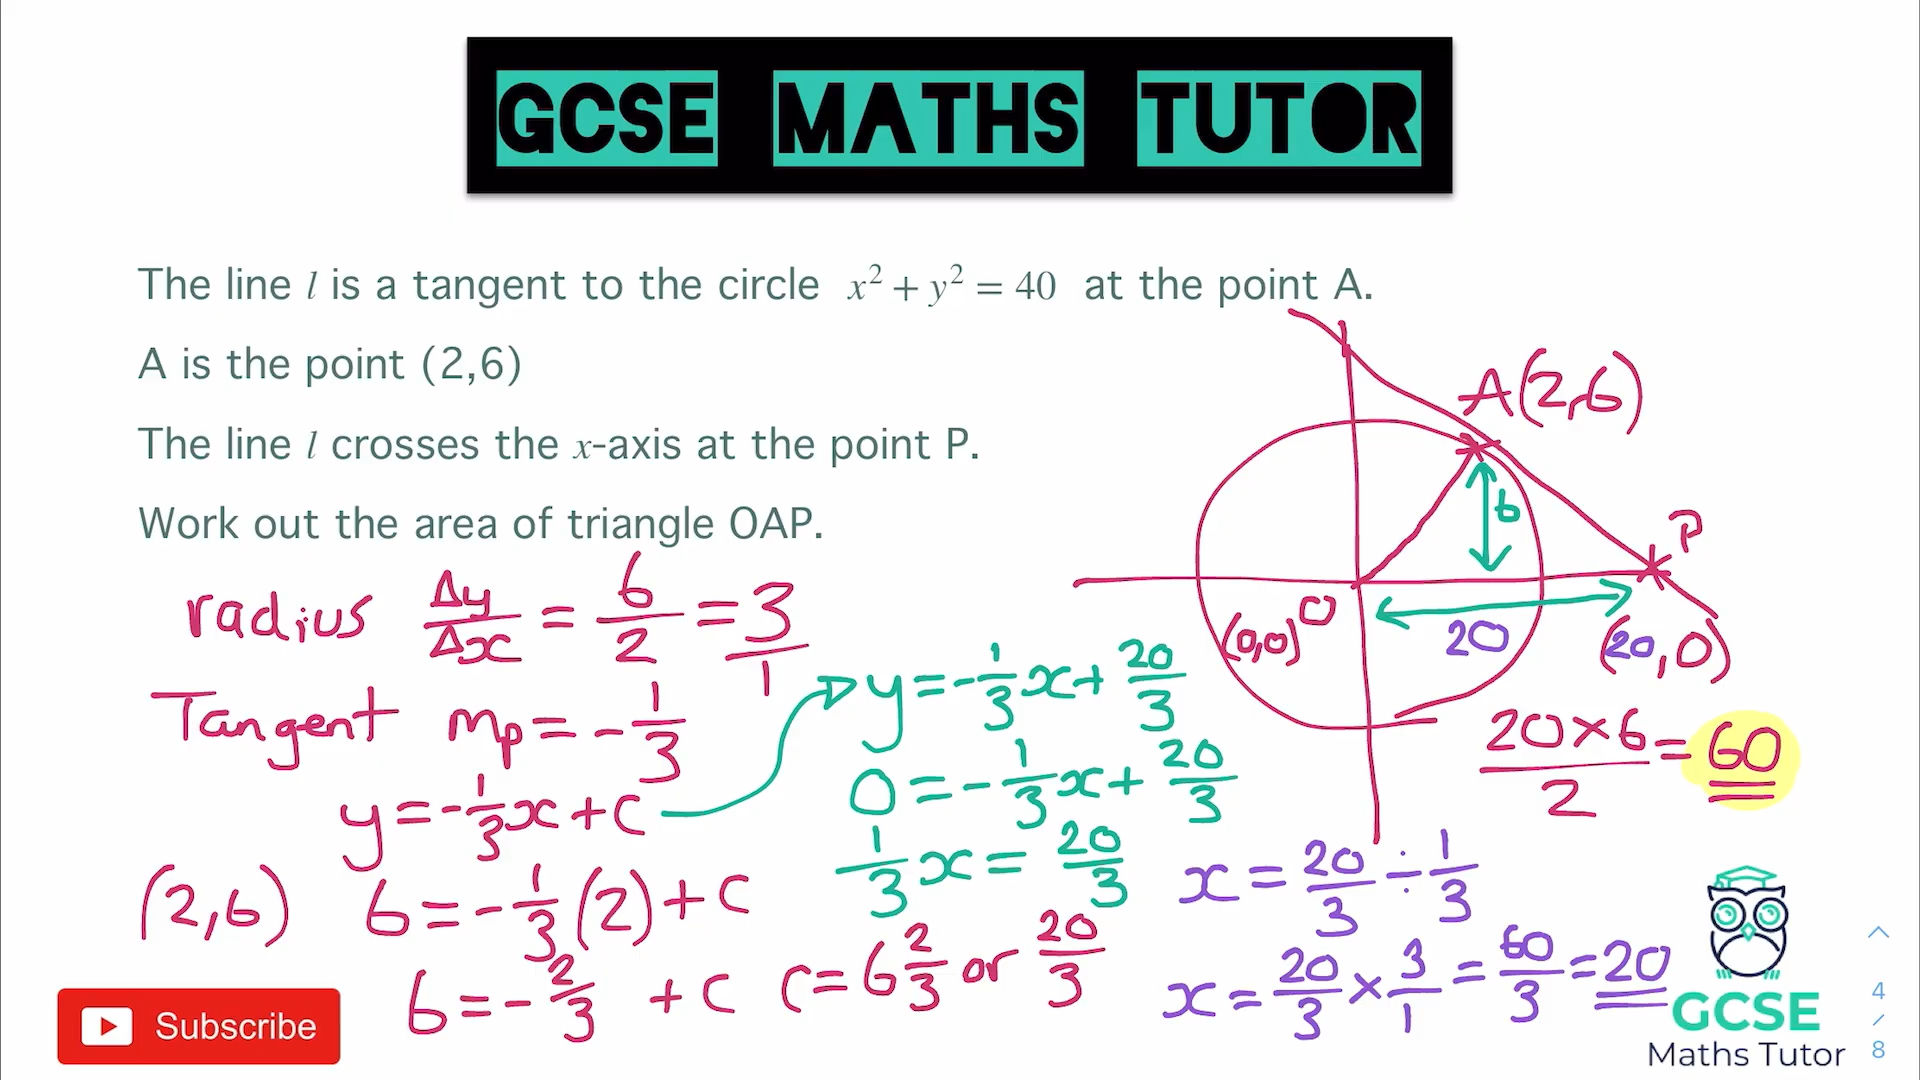 GCSE MATHS TUTOR
The line l is a tangent to the circle x² + y² = 40 at the point A.
A is the point (2,6)
The line l crosses the x-axis at the point P.
Work out the area of triangle OAP.
A(2,6)
6
P
O
(0,0)
20
(20,0)
radius Δy/Δx = 6/2 = 3/1
Tangent mp = -1/3
y = -1/3x + c
(2,6) 6 = -1/3(2) + c
6 = -2/3 + c c = 6 2/3 or 20/3
y = -1/3x + 20/3
0 = -1/3x + 20/3
1/3x = 20/3
x = 20/3 ÷ 1/3
x = 20/3 × 3/1 = 60/3 = 20
20×6/2 = 60
Subscribe
GCSE
Maths Tutor
4
/
8